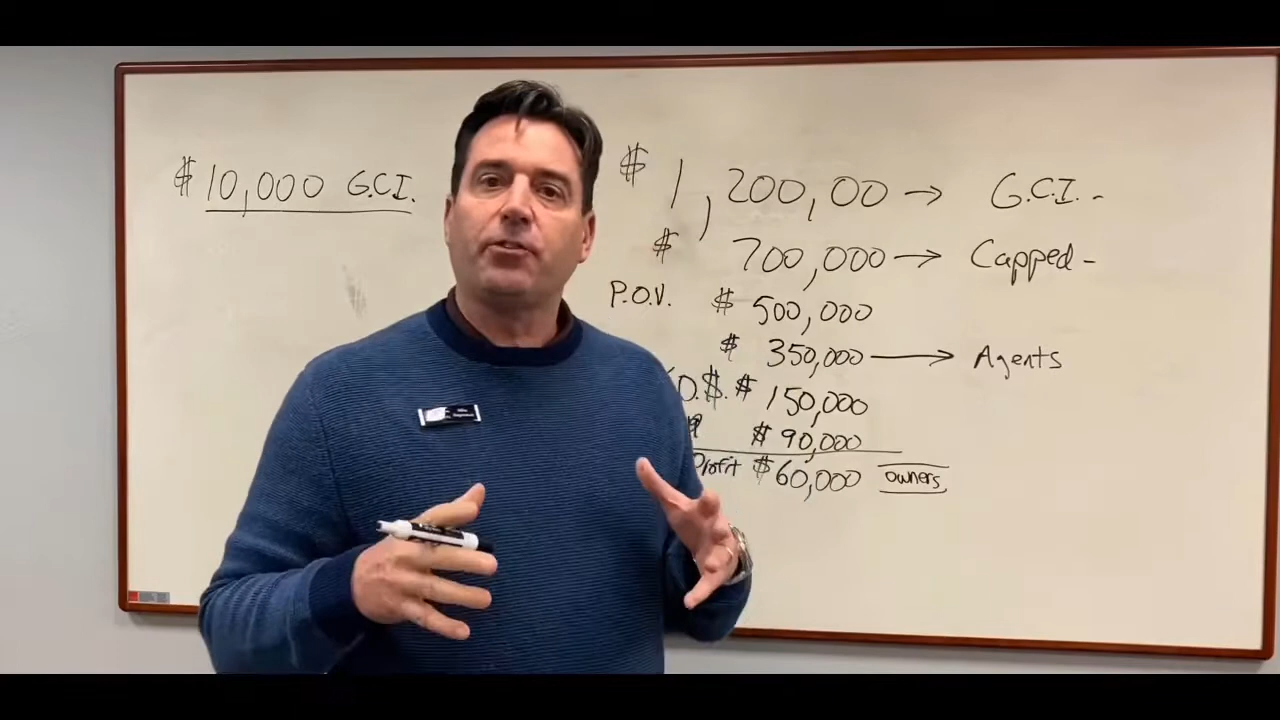 $ 10,000 G.C.I.
$ 1,200,00 → G.C.I. -
$ 700,000 → Capped -
P.O.V. $ 500,000
$ 350,000 → Agents
O.$. $ 150,000
$ 90,000
Profit $ 60,000 owners